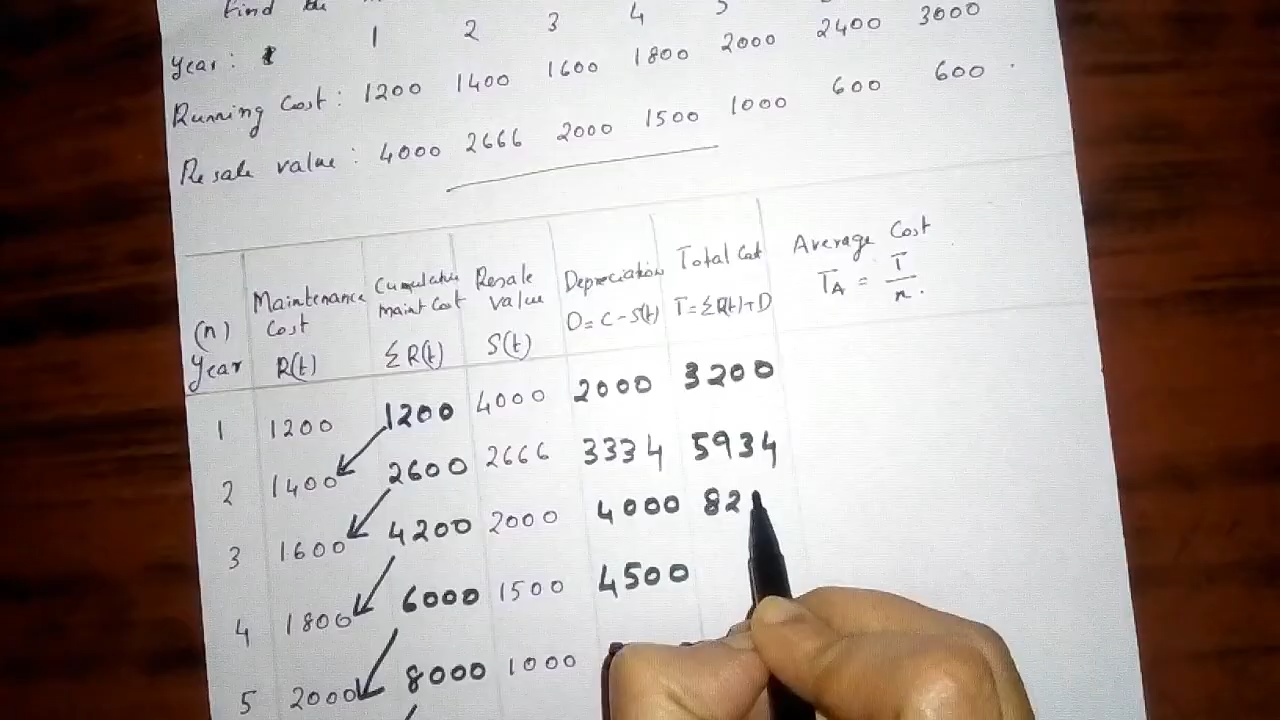 Find the
Year: 1 2 3 4 5
Running Cost: 1200 1400 1600 1800 2000 2400 3000
Resale value: 4000 2666 2000 1500 1000 600 600
(n) Year
Maintenance Cost R(t)
Cumulative maint Cost ΣR(t)
Resale value S(t)
Depreciation D= C-S(t)
Total Cost T=ΣR(t)+D
Average Cost TA = T/n.
1 1200 1200 4000 2000 3200
2 1400 2600 2666 3334 5934
3 1600 4200 2000 4000 82
4 1800 6000 1500 4500
5 2000 8000 1000